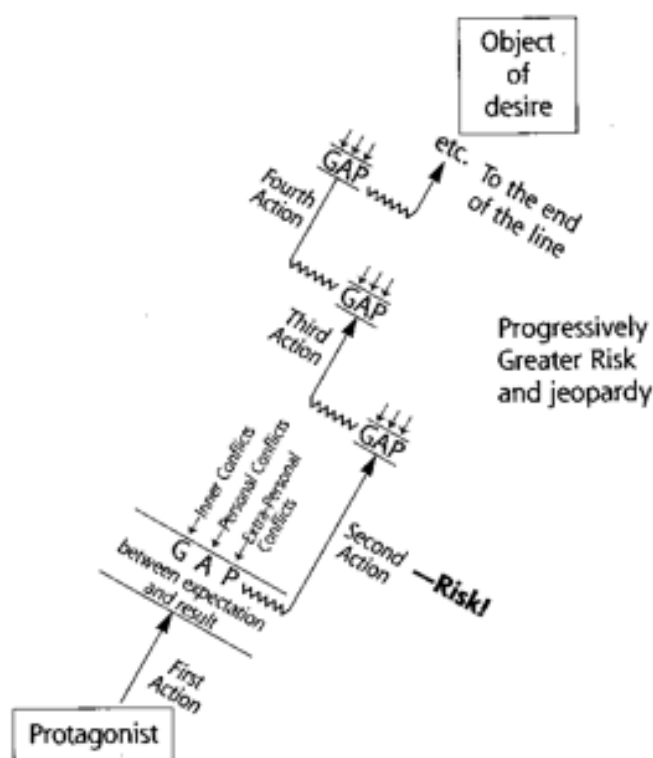 Object
of
desire
etc. To the end
of the line
GAP
Fourth
Action
GAP
Third
Action
Progressively
Greater Risk
and jeopardy
GAP
Inner Conflicts
Personal Conflicts
Extra-Personal
Conflicts
G A P
between expectation
and result
Second
Action
—Risk!
First
Action
Protagonist